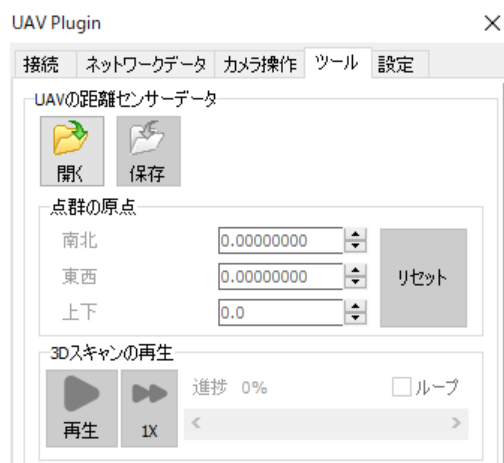 UAV Plugin
接続 ネットワークデータ カメラ操作 ツール 設定
UAVの距離センサーデータ
開く 保存
点群の原点
南北 0.00000000
東西 0.00000000
リセット
上下 0.0
3Dスキャンの再生
進捗 0% ループ
再生 1X